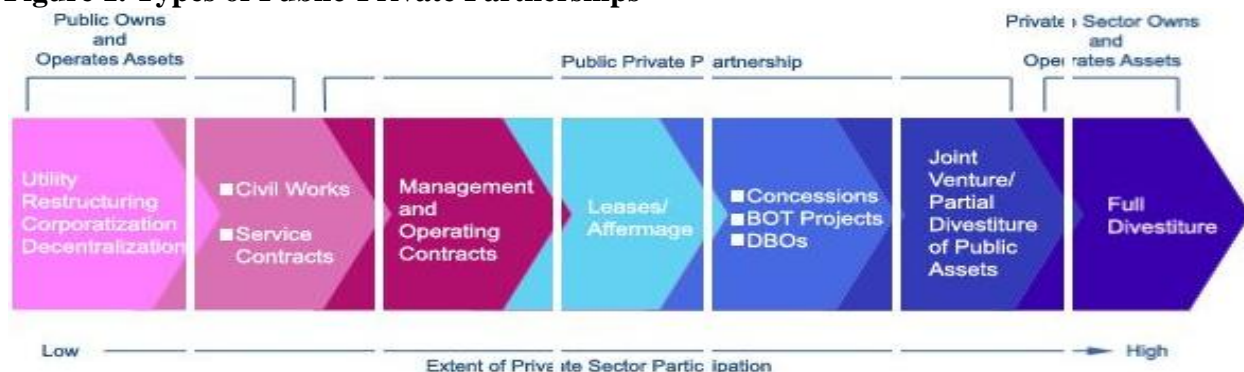 Figure 1: Types of Public-Private Partnerships
Public Owns
and
Operates Assets
Public Private P artnership
Private Sector Owns
and
Operates Assets
Utility
Restructuring
Corporatization
Decentralization
Civil Works
Service
Contracts
Management
and
Operating
Contracts
Leases/
Affermage
Concessions
BOT Projects
DBOs
Joint
Venture/
Partial
Divestiture
of Public
Assets
Full
Divestiture
Low
High
Extent of Private Sector Participation